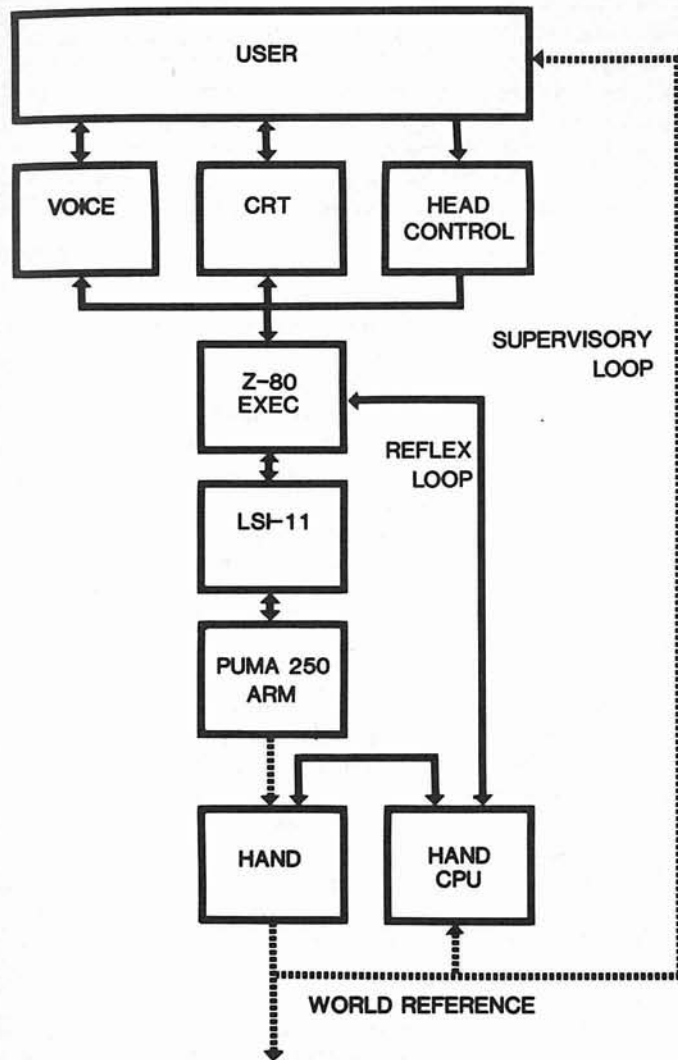 USER
VOICE
CRT
HEAD
CONTROL
Z-80
EXEC
SUPERVISORY
LOOP
REFLEX
LOOP
LSI-11
PUMA 250
ARM
HAND
HAND
CPU
WORLD REFERENCE